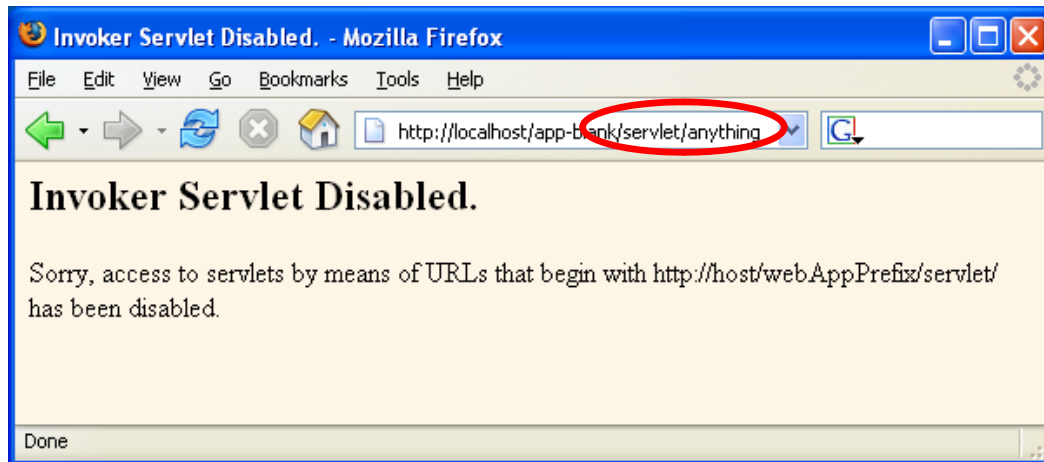 Invoker Servlet Disabled. - Mozilla Firefox
File Edit View Go Bookmarks Tools Help
http://localhost/app-blank/servlet/anything G
Invoker Servlet Disabled.
Sorry, access to servlets by means of URLs that begin with http://host/webAppPrefix/servlet/
has been disabled.
Done